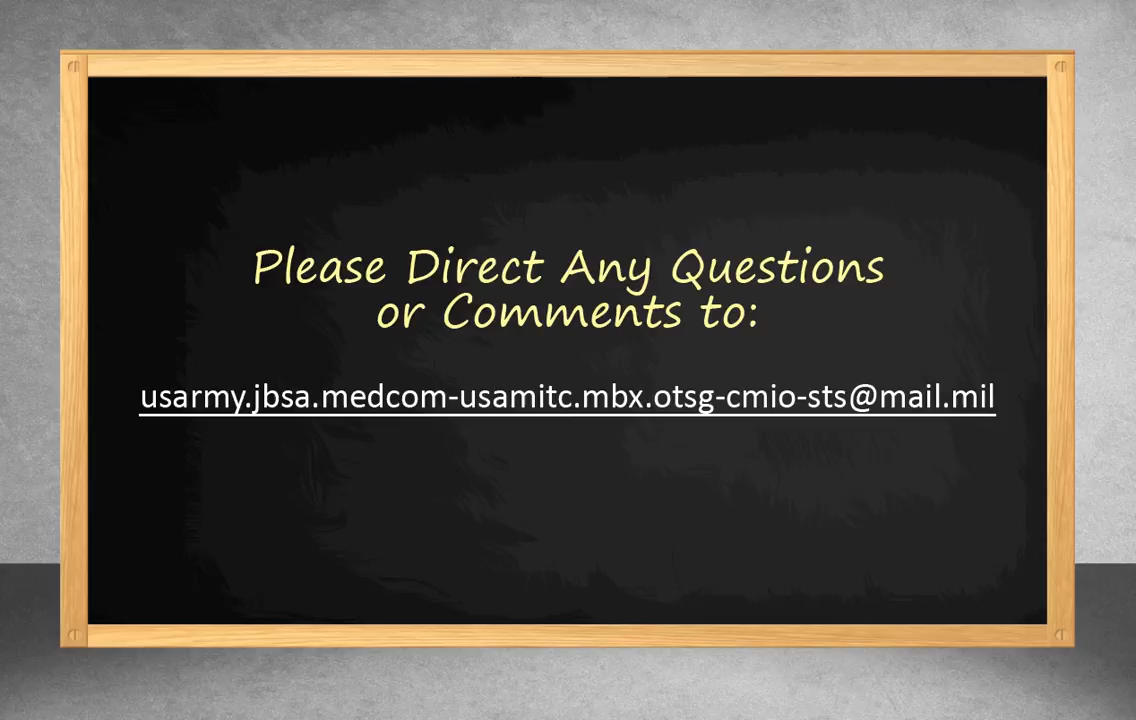 Please Direct Any Questions
or Comments to:
usarmy.jbsa.medcom-usamitc.mbx.otsg-cmio-sts@mail.mil